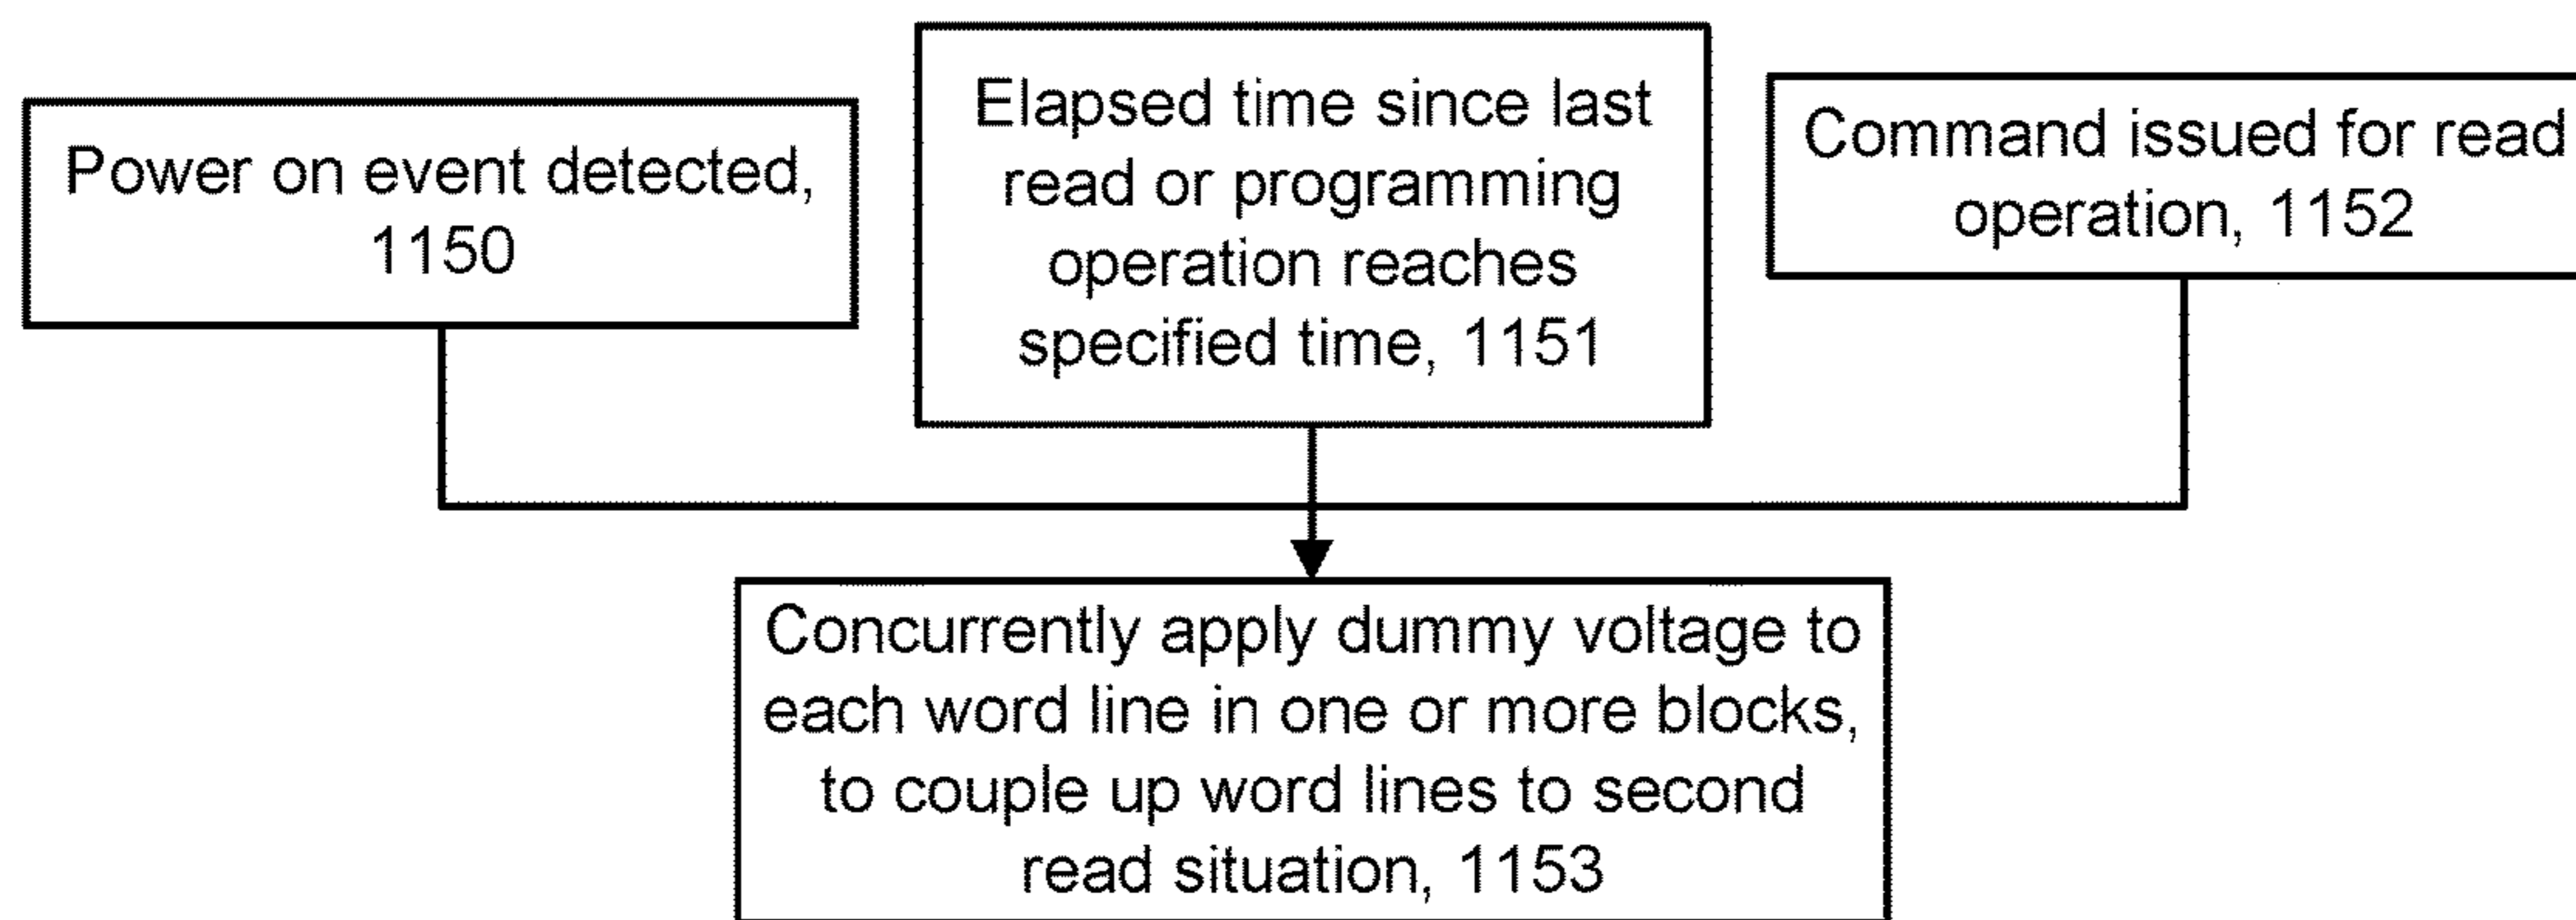 Power on event detected,
1150
Elapsed time since last
read or programming
operation reaches
specified time, 1151
Command issued for read
operation, 1152
Concurrently apply dummy voltage to
each word line in one or more blocks,
to couple up word lines to second
read situation, 1153